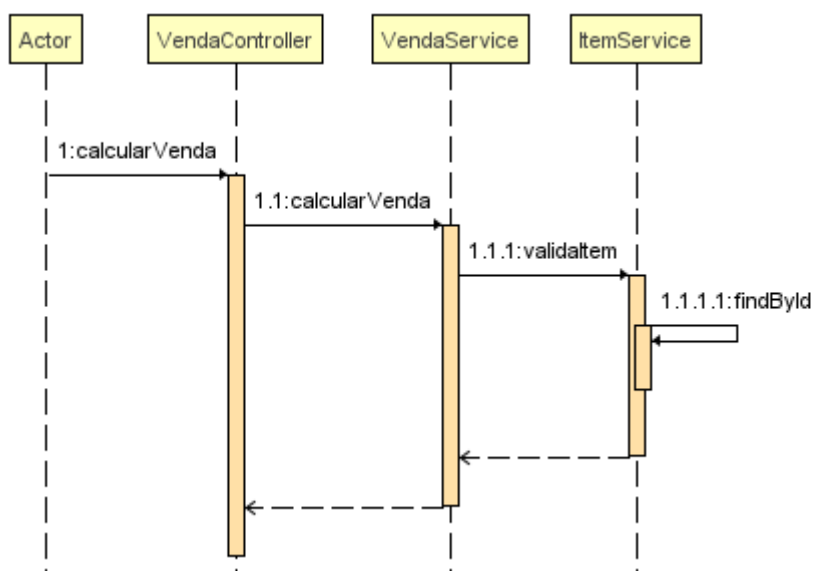 Actor
VendaController
VendaService
ItemService
1:calcularVenda
1.1:calcularVenda
1.1.1:validaItem
1.1.1.1:findById